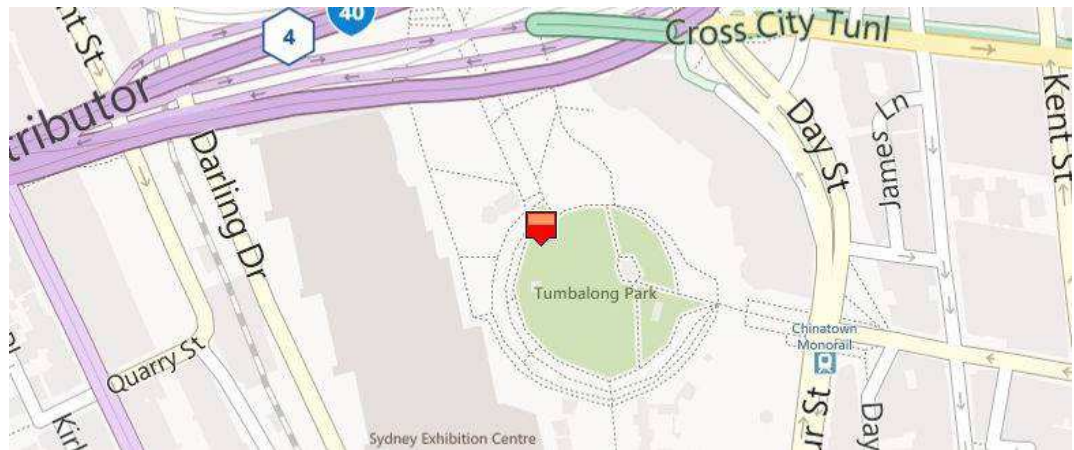 nt St
4
40
Cross City Tunl
tributor
Darling Dr
Day St
James Ln
Kent St
Tumbalong Park
Chinatown
Monorail
Quarry St
Kirk
Sydney Exhibition Centre
ur St
Day